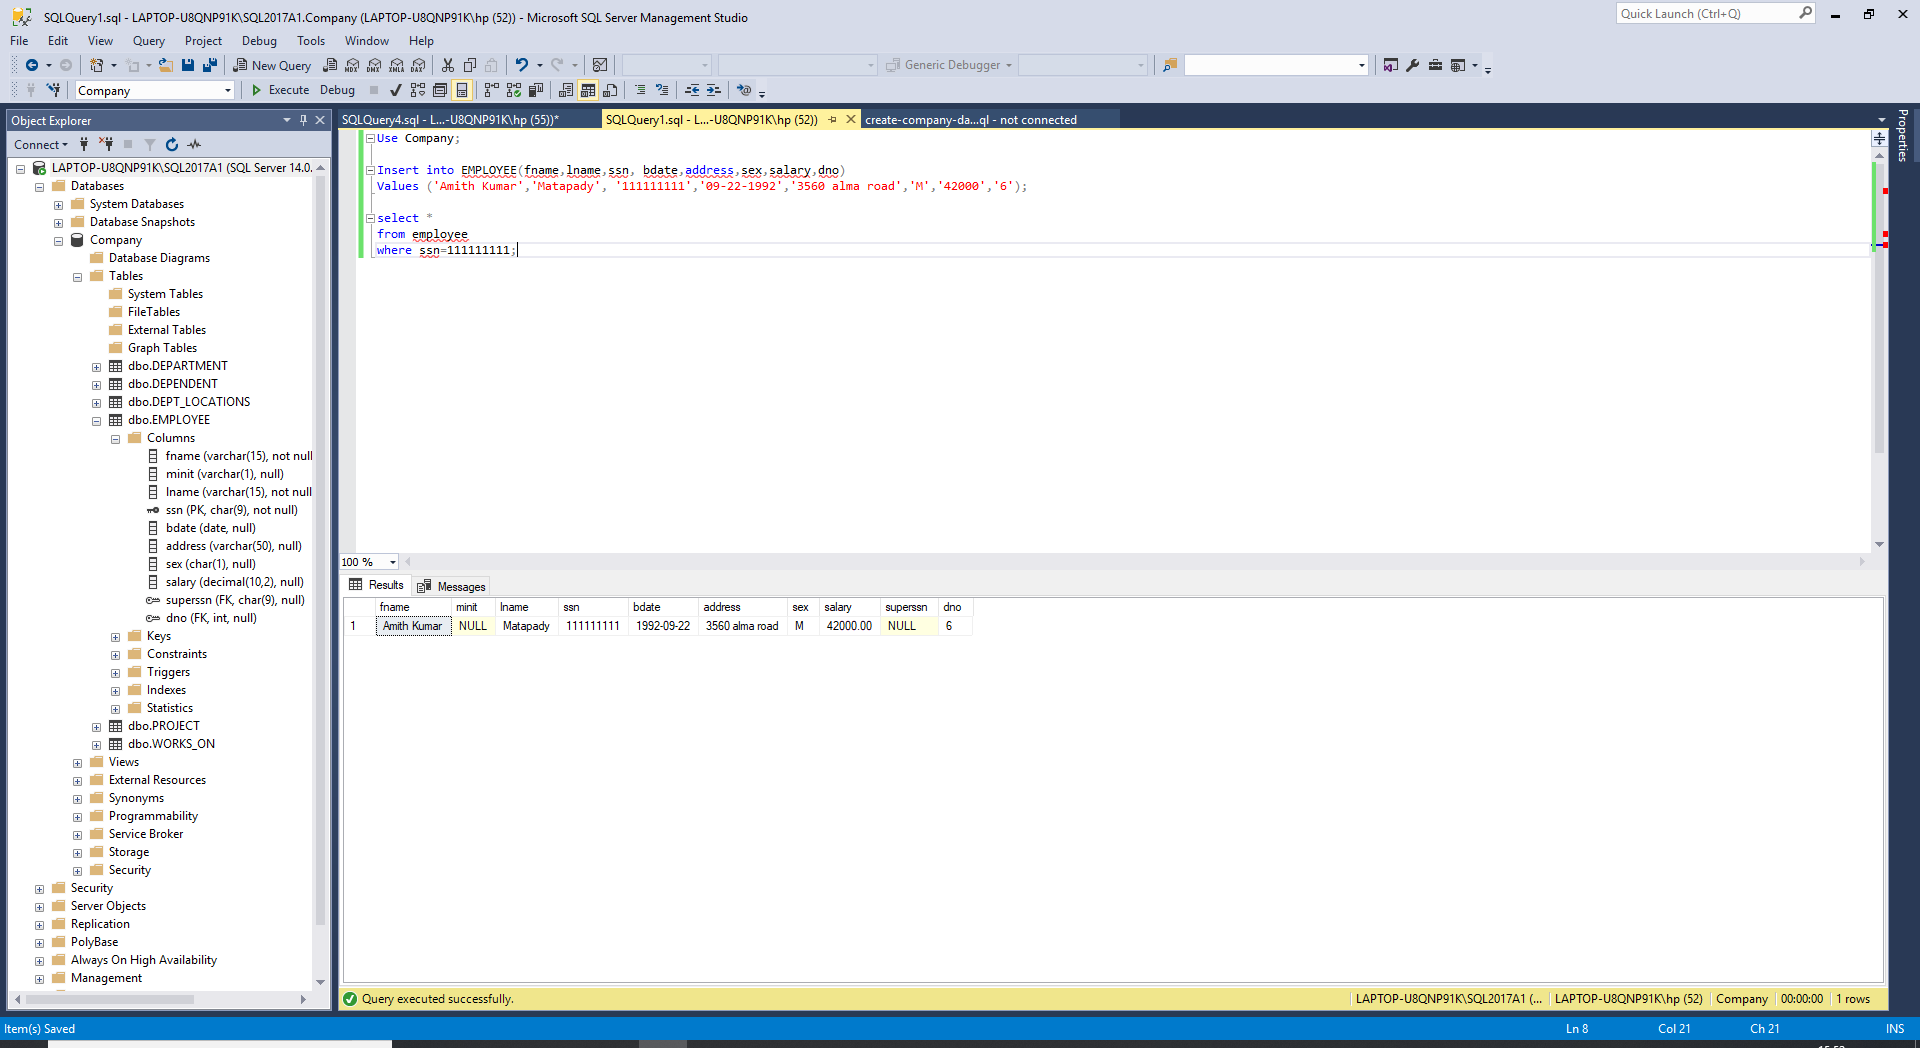 SQLQuery1.sql - LAPTOP-U8QNP91K\SQL2017A1.Company (LAPTOP-U8QNP91K\hp (52)) - Microsoft SQL Server Management Studio
Quick Launch (Ctrl+Q)
File Edit View Query Project Debug Tools Window Help
New Query MDX DMX XMLA DAX Generic Debugger
Company Execute Debug
Object Explorer
Connect
LAPTOP-U8QNP91K\SQL2017A1 (SQL Server 14.0.
Databases
System Databases
Database Snapshots
Company
Database Diagrams
Tables
System Tables
FileTables
External Tables
Graph Tables
dbo.DEPARTMENT
dbo.DEPENDENT
dbo.DEPT_LOCATIONS
dbo.EMPLOYEE
Columns
fname (varchar(15), not null
minit (varchar(1), null)
lname (varchar(15), not null
ssn (PK, char(9), not null)
bdate (date, null)
address (varchar(50), null)
sex (char(1), null)
salary (decimal(10,2), null)
superssn (FK, char(9), null)
dno (FK, int, null)
Keys
Constraints
Triggers
Indexes
Statistics
dbo.PROJECT
dbo.WORKS_ON
Views
External Resources
Synonyms
Programmability
Service Broker
Storage
Security
Security
Server Objects
Replication
PolyBase
Always On High Availability
Management
SQLQuery4.sql - L...-U8QNP91K\hp (55))* SQLQuery1.sql - L...-U8QNP91K\hp (52)) create-company-da...ql - not connected
Use Company;
Insert into EMPLOYEE(fname,lname,ssn, bdate,address,sex,salary,dno)
Values ('Amith Kumar','Matapady', '111111111','09-22-1992','3560 alma road','M','42000','6');
select *
from employee
where ssn=111111111;
100 %
Results Messages
fname minit lname ssn bdate address sex salary superssn dno
1 Amith Kumar NULL Matapady 111111111 1992-09-22 3560 alma road M 42000.00 NULL 6
Query executed successfully. LAPTOP-U8QNP91K\SQL2017A1 (... LAPTOP-U8QNP91K\hp (52) Company 00:00:00 1 rows
Properties
Item(s) Saved Ln 8 Col 21 Ch 21 INS